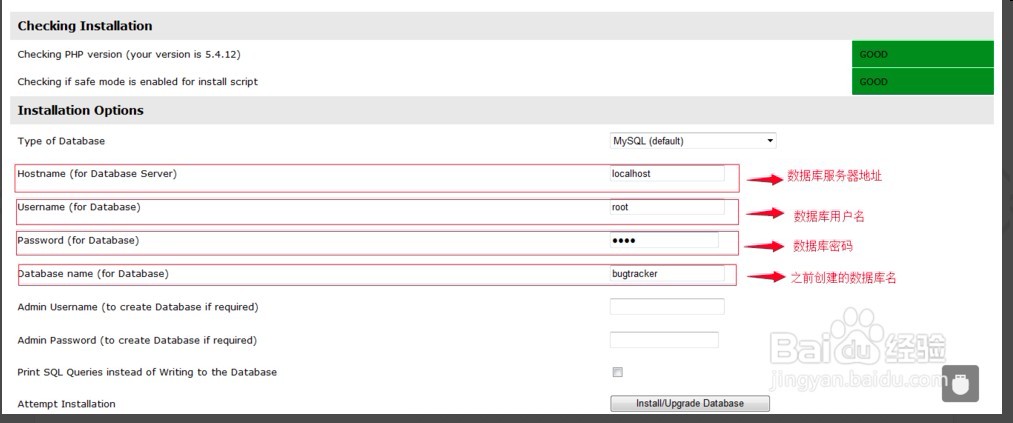 Checking Installation
Checking PHP version (your version is 5.4.12) GOOD
Checking if safe mode is enabled for install script GOOD
Installation Options
Type of Database MySQL (default)
Hostname (for Database Server) localhost 数据库服务器地址
Username (for Database) root 数据库用户名
Password (for Database) •••• 数据库密码
Database name (for Database) bugtracker 之前创建的数据库名
Admin Username (to create Database if required)
Admin Password (to create Database if required)
Print SQL Queries instead of Writing to the Database
Attempt Installation Install/Upgrade Database
Baidu 经验
jingyan.baidu.com